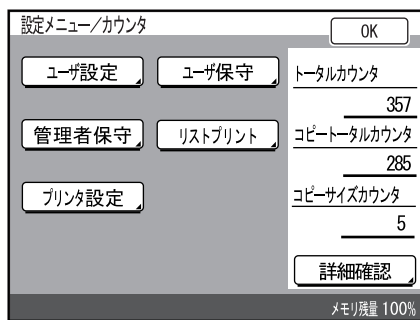 設定メニュー／カウンタ
OK
ユーザ設定
ユーザ保守
トータルカウンタ
357
管理者保守
リストプリント
コピートータルカウンタ
285
プリンタ設定
コピーサイズカウンタ
5
詳細確認
メモリ残量 100%